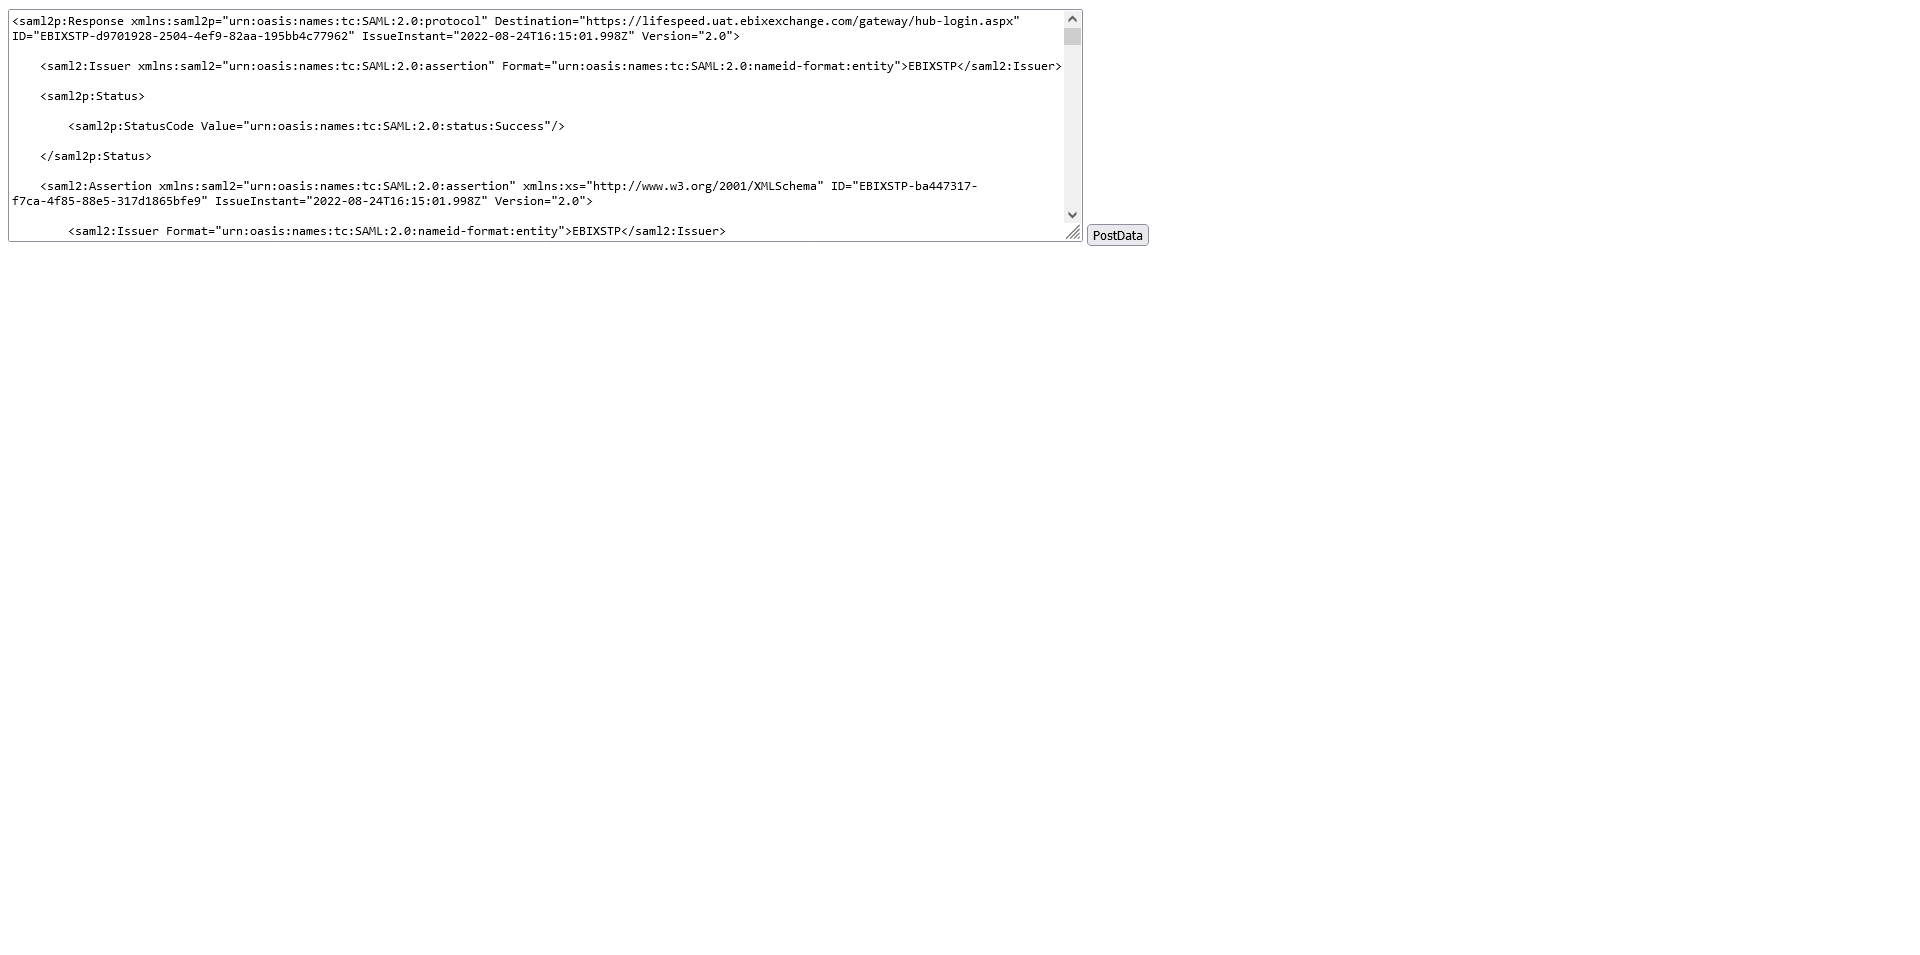 <saml2p:Response xmlns:saml2p="urn:oasis:names:tc:SAML:2.0:protocol" Destination="https://lifespeed.uat.ebixexchange.com/gateway/hub-login.aspx"
ID="EBIXSTP-d9701928-2504-4ef9-82aa-195bb4c77962" IssueInstant="2022-08-24T16:15:01.998Z" Version="2.0">
<saml2:Issuer xmlns:saml2="urn:oasis:names:tc:SAML:2.0:assertion" Format="urn:oasis:names:tc:SAML:2.0:nameid-format:entity">EBIXSTP</saml2:Issuer>
<saml2p:Status>
<saml2p:StatusCode Value="urn:oasis:names:tc:SAML:2.0:status:Success"/>
</saml2p:Status>
<saml2:Assertion xmlns:saml2="urn:oasis:names:tc:SAML:2.0:assertion" xmlns:xs="http://www.w3.org/2001/XMLSchema" ID="EBIXSTP-ba447317-
f7ca-4f85-88e5-317d1865bfe9" IssueInstant="2022-08-24T16:15:01.998Z" Version="2.0">
<saml2:Issuer Format="urn:oasis:names:tc:SAML:2.0:nameid-format:entity">EBIXSTP</saml2:Issuer>
PostData